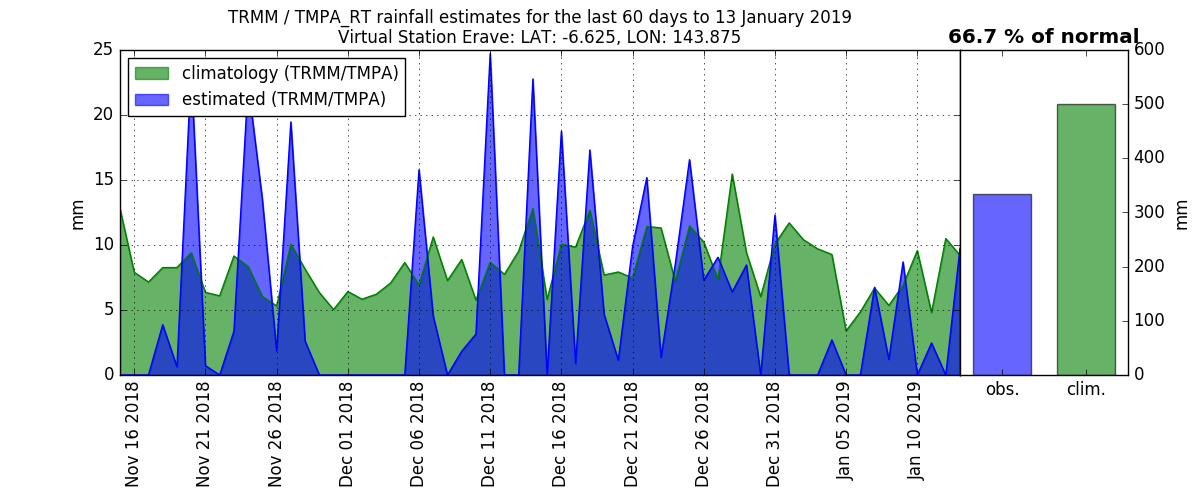 TRMM / TMPA_RT rainfall estimates for the last 60 days to 13 January 2019
Virtual Station Erave: LAT: -6.625, LON: 143.875
66.7 % of normal
climatology (TRMM/TMPA)
estimated (TRMM/TMPA)
mm
25
20
15
10
5
0
Nov 16 2018
Nov 21 2018
Nov 26 2018
Dec 01 2018
Dec 06 2018
Dec 11 2018
Dec 16 2018
Dec 21 2018
Dec 26 2018
Dec 31 2018
Jan 05 2019
Jan 10 2019
obs.
clim.
600
500
400
300
200
100
0
mm